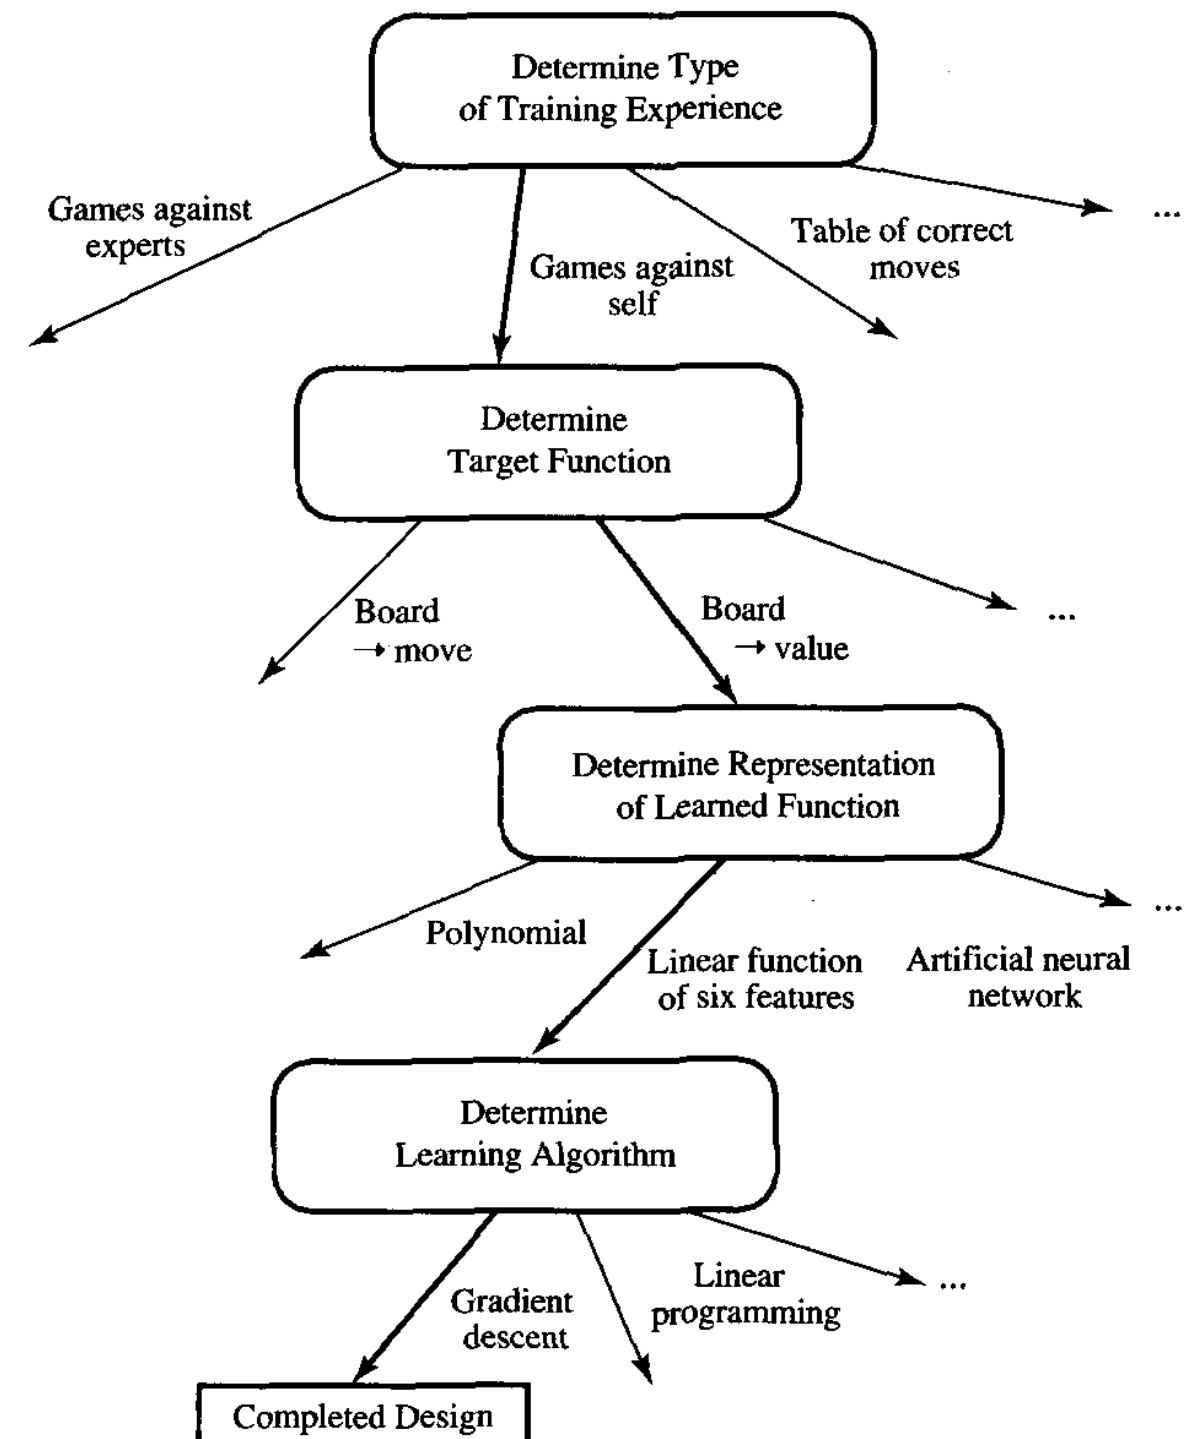 Determine Type
of Training Experience
Games against
experts
Games against
self
Table of correct
moves
...
Determine
Target Function
Board
→ move
Board
→ value
...
Determine Representation
of Learned Function
Polynomial
Linear function
of six features
Artificial neural
network
...
Determine
Learning Algorithm
Gradient
descent
Linear
programming
...
Completed Design